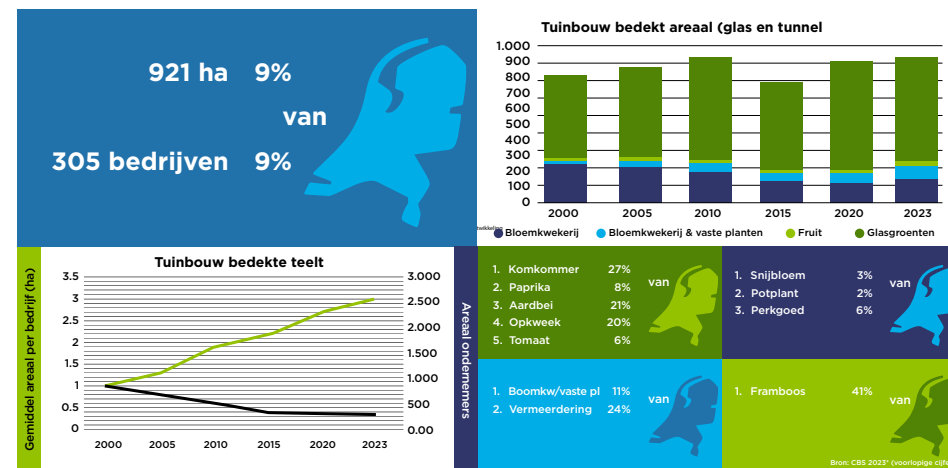 921 ha 9%
van
305 bedrijven 9%
Tuinbouw bedekt areaal (glas en tunnel
1.000
900
800
700
600
500
400
300
200
100
0
2000 2005 2010 2015 2020 2023
Bloemkwekerij Bloemkwekerij & vaste planten Fruit Glasgroenten
Tuinbouw bedekte teelt
Gemiddel areaal per bedrijf (ha)
3.5
3
2.5
2
1.5
1
0.5
0
3.000
2.500
2.000
1.500
1.000
500
0.00
2000 2005 2010 2015 2020 2023
Areaal ondernemers
1. Komkommer 27%
2. Paprika 8%
3. Aardbei 21%
4. Opkweek 20%
5. Tomaat 6%
van
1. Snijbloem 3%
2. Potplant 2%
3. Perkgoed 6%
van
1. Boomkw/vaste pl 11%
2. Vermeerdering 24%
van
1. Framboos 41%
van
Bron: CBS 2023* (voorlopige cijfe